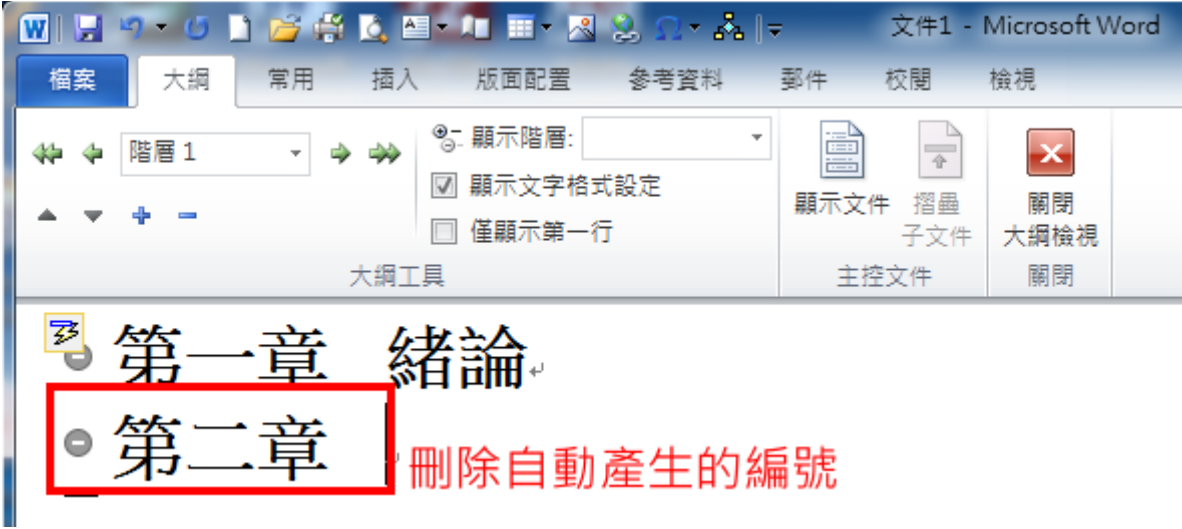 文件1 - Microsoft Word
檔案 大綱 常用 插入 版面配置 參考資料 郵件 校閱 檢視
階層 1
顯示階層:
顯示文字格式設定
僅顯示第一行
大綱工具
顯示文件
摺疊
子文件
主控文件
關閉
大綱檢視
關閉
第一章 緒論
第二章
刪除自動產生的編號